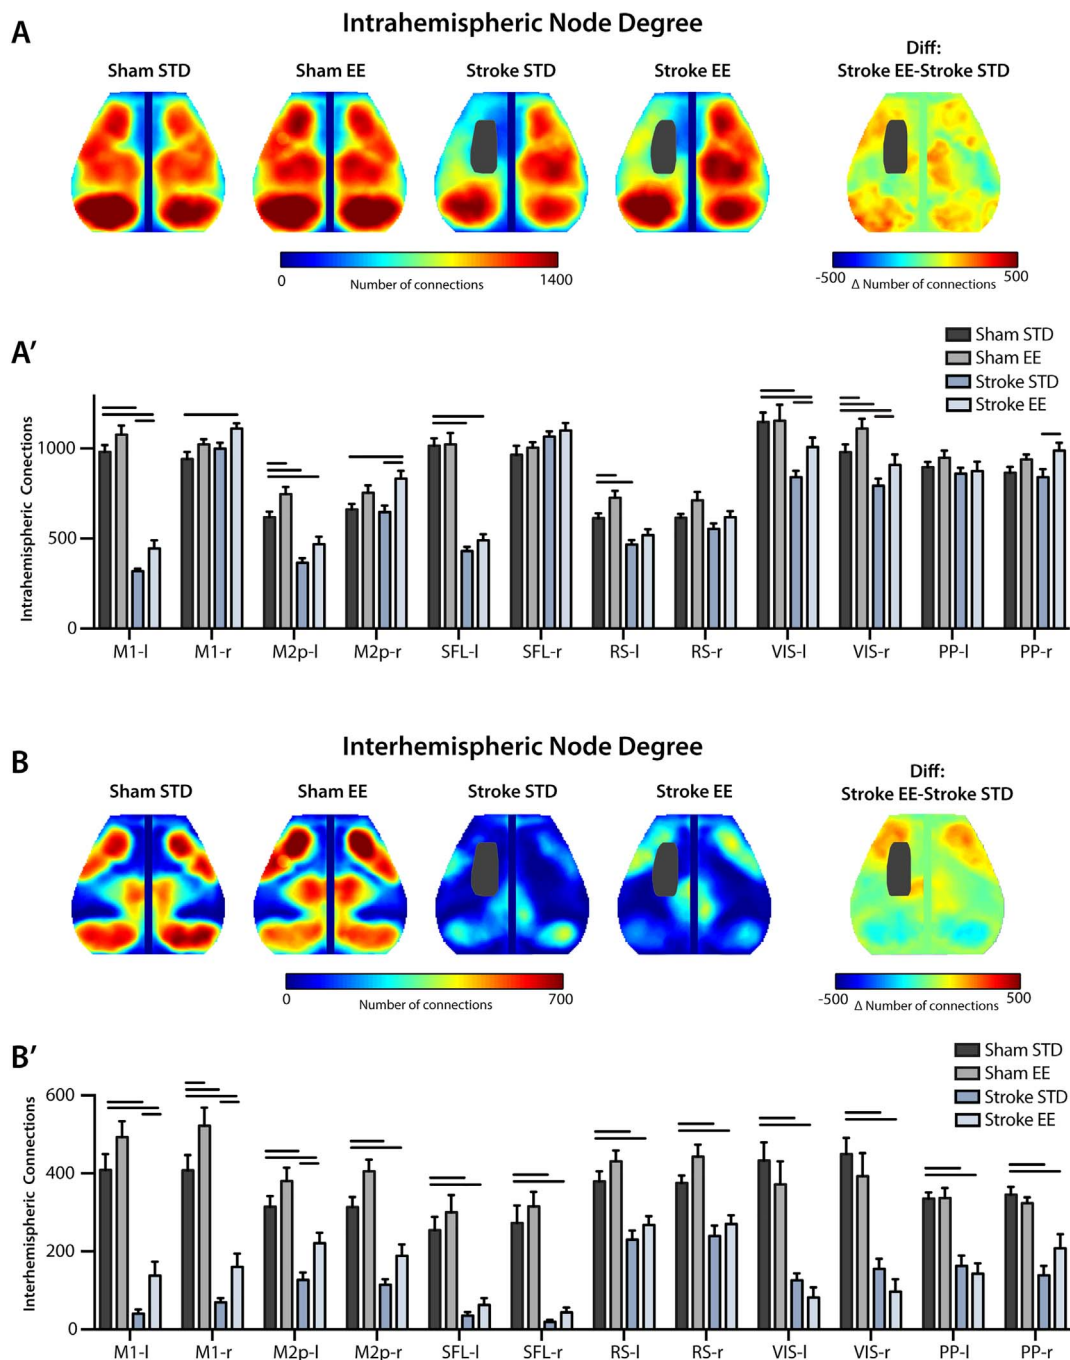 A
Intrahemispheric Node Degree
Sham STD
Sham EE
Stroke STD
Stroke EE
Diff:
Stroke EE-Stroke STD
0
Number of connections
1400
-500
Δ Number of connections
500
A'
Sham STD
Sham EE
Stroke STD
Stroke EE
Intrahemispheric Conections
1000
500
0
M1-l
M1-r
M2p-l
M2p-r
SFL-l
SFL-r
RS-l
RS-r
VIS-l
VIS-r
PP-l
PP-r
B
Interhemispheric Node Degree
Sham STD
Sham EE
Stroke STD
Stroke EE
Diff:
Stroke EE-Stroke STD
0
Number of connections
700
-500
Δ Number of connections
500
B'
Sham STD
Sham EE
Stroke STD
Stroke EE
Interhemispheric Connections
600
400
200
0
M1-l
M1-r
M2p-l
M2p-r
SFL-l
SFL-r
RS-l
RS-r
VIS-l
VIS-r
PP-l
PP-r